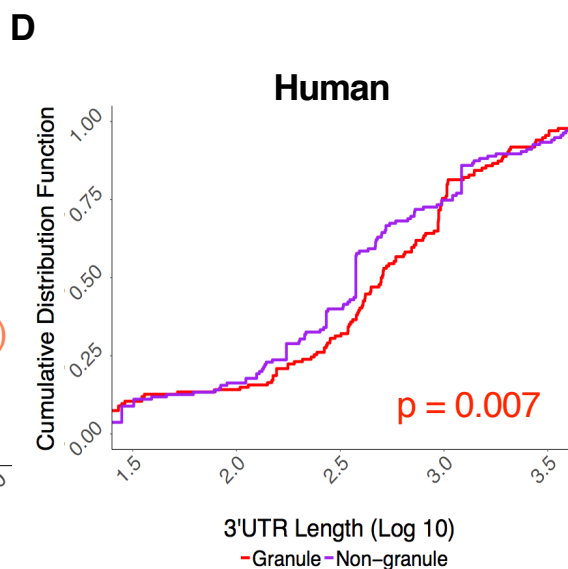 D
Human
Cumulative Distribution Function
1.00
0.75
0.50
0.25
0.00
p = 0.007
1.5 2.0 2.5 3.0 3.5
3'UTR Length (Log 10)
Granule Non−granule